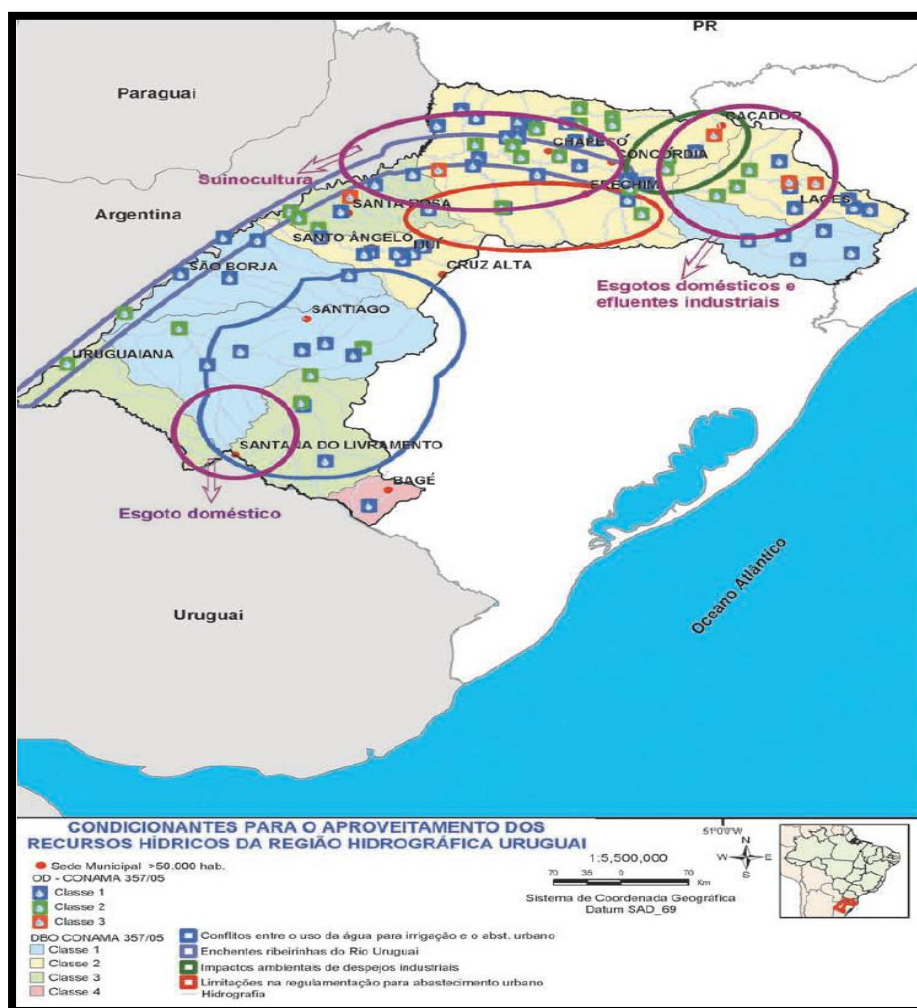 PR
Paraguai
CAÇADOR
CHAPECÓ
CONCÓRDIA
Suinocultura
ERECHIM
Argentina
SANTA ROSA
LAGES
SANTO ÂNGELO
IJUÍ
SÃO BORJA
CRUZ ALTA
Esgotos domésticos e
efluentes industriais
SANTIAGO
URUGUAIANA
SANTANA DO LIVRAMENTO
BAGÉ
Esgoto doméstico
Oceano Atlântico
Uruguai
CONDICIONANTES PARA O APROVEITAMENTO DOS
RECURSOS HÍDRICOS DA REGIÃO HIDROGRÁFICA URUGUAI
Sede Municipal >50.000 hab.
OD - CONAMA 357/05
Classe 1
Classe 2
Classe 3
DBO CONAMA 357/05
Classe 1
Classe 2
Classe 3
Classe 4
Conflitos entre o uso da água para irrigação e o abst. urbano
Enchentes ribeirinhas do Rio Uruguai
Impactos ambientais de despejos industriais
Limitações na regulamentação para abastecimento urbano
Hidrografia
51°0'0"W
N
W E
S
1:5,500,000
70 35 0 70
Km
Sistema de Coordenada Geográfica
Datum SAD_69